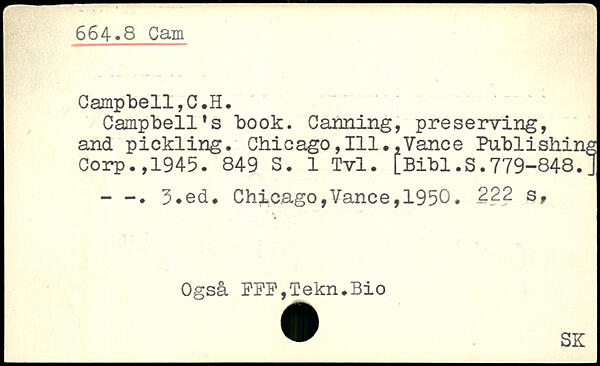 664.8 Cam
Campbell,C.H.
Campbell's book. Canning, preserving,
and pickling. Chicago,Ill.,Vance Publishing
Corp.,1945. 849 S. 1 Tvl. [Bibl.S.779-848.]
- -. 3.ed. Chicago,Vance,1950. 222 s.
Også FFF,Tekn.Bio
SK